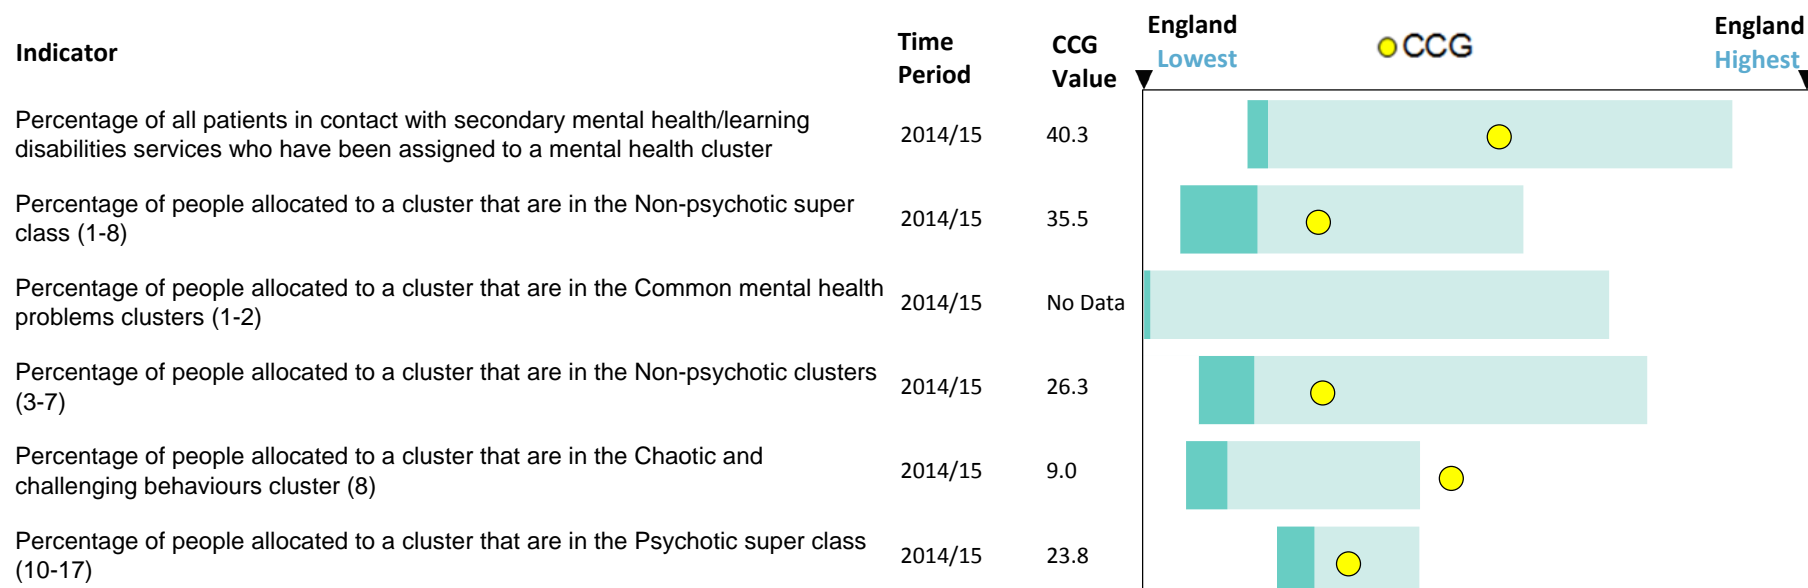 Indicator
Time Period
CCG Value
England Lowest
CCG
England Highest
Percentage of all patients in contact with secondary mental health/learning
disabilities services who have been assigned to a mental health cluster
2014/15
40.3
Percentage of people allocated to a cluster that are in the Non-psychotic super
class (1-8)
2014/15
35.5
Percentage of people allocated to a cluster that are in the Common mental health
problems clusters (1-2)
2014/15
No Data
Percentage of people allocated to a cluster that are in the Non-psychotic clusters
(3-7)
2014/15
26.3
Percentage of people allocated to a cluster that are in the Chaotic and
challenging behaviours cluster (8)
2014/15
9.0
Percentage of people allocated to a cluster that are in the Psychotic super class
(10-17)
2014/15
23.8